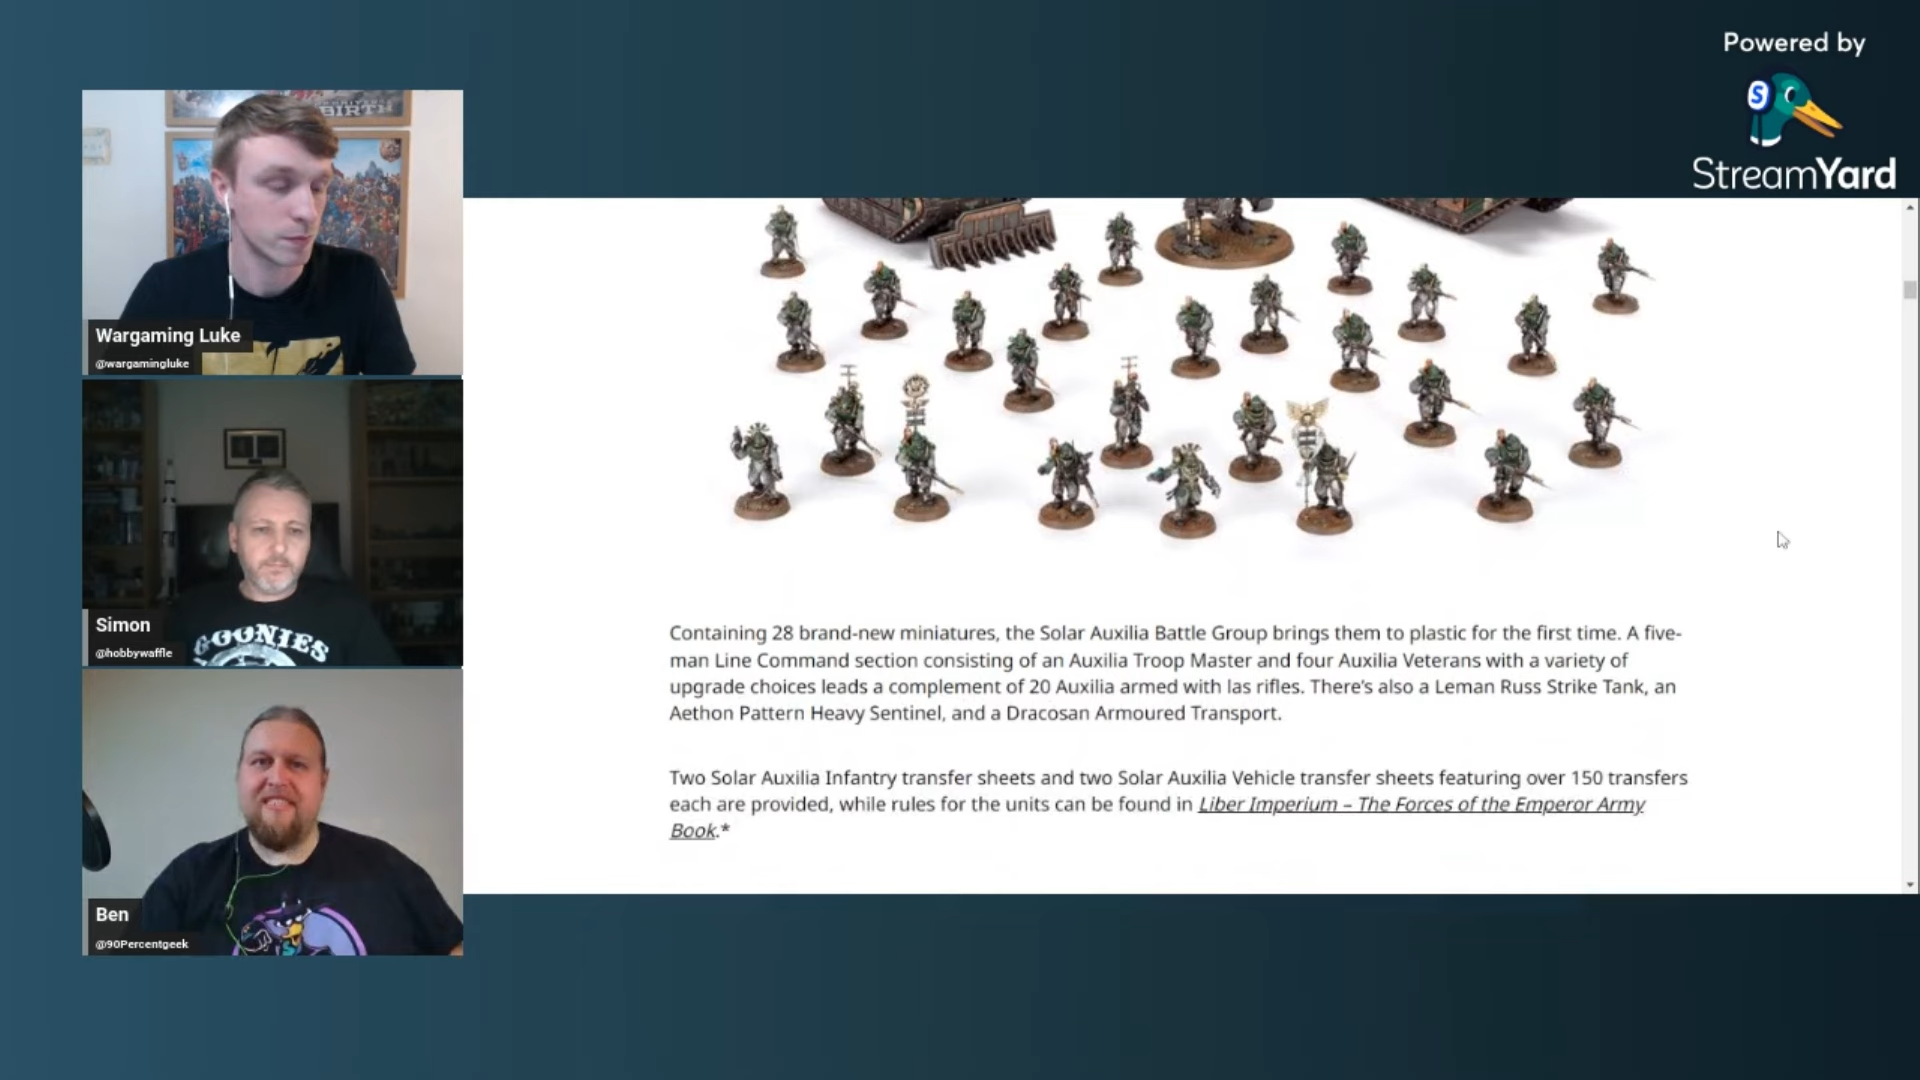 Powered by
StreamYard
BIRTH
Wargaming Luke
@wargamingluke
Simon
@hobbywaffle
GOONIES
Ben
@90Percentgeek
Containing 28 brand-new miniatures, the Solar Auxilia Battle Group brings them to plastic for the first time. A five-
man Line Command section consisting of an Auxilia Troop Master and four Auxilia Veterans with a variety of
upgrade choices leads a complement of 20 Auxilia armed with las rifles. There's also a Leman Russ Strike Tank, an
Aethon Pattern Heavy Sentinel, and a Dracosan Armoured Transport.
Two Solar Auxilia Infantry transfer sheets and two Solar Auxilia Vehicle transfer sheets featuring over 150 transfers
each are provided, while rules for the units can be found in Liber Imperium – The Forces of the Emperor Army
Book.*